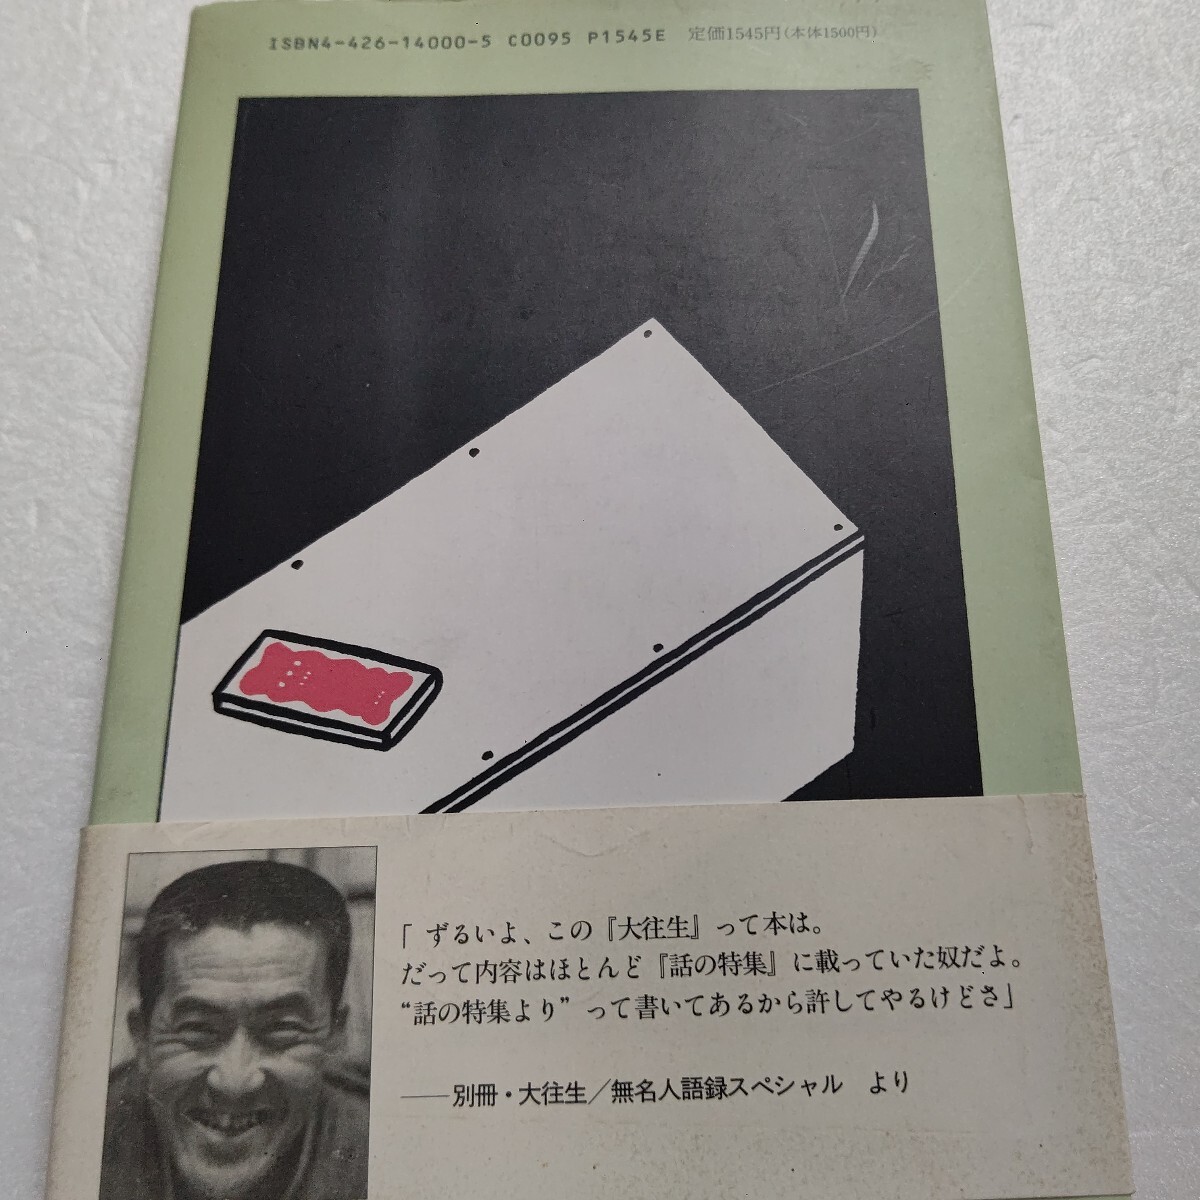 ISBN4-426-14000-5 C0095 P1545E 定価1545円(本体1500円)
「ずるいよ、この『大往生』って本は。
だって内容はほとんど『話の特集』に載っていた奴だよ。
“話の特集より”って書いてあるから許してやるけどさ」
――別冊・大往生／無名人語録スペシャル　より